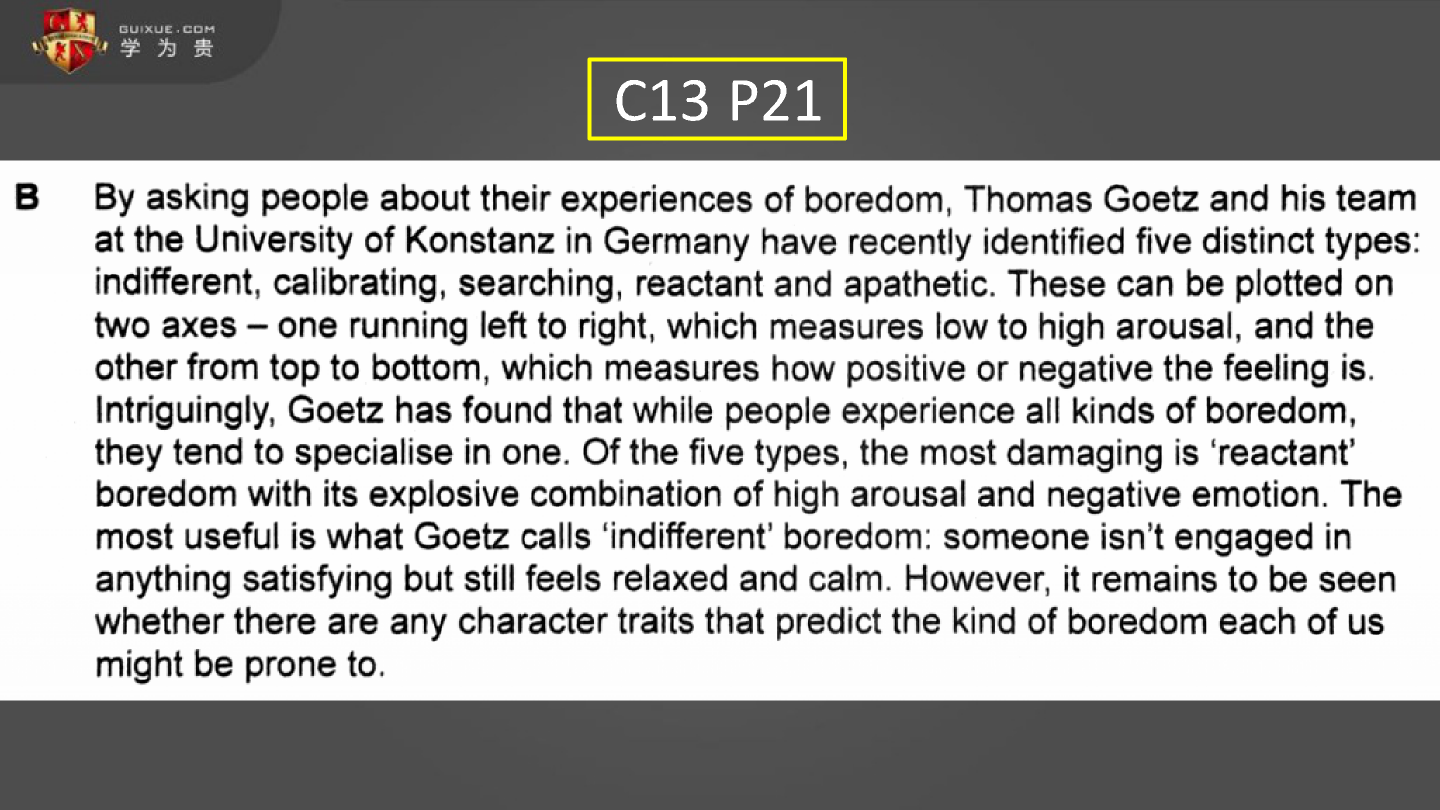 GUIXUE.COM
学为贵
C13 P21
B By asking people about their experiences of boredom, Thomas Goetz and his team
at the University of Konstanz in Germany have recently identified five distinct types:
indifferent, calibrating, searching, reactant and apathetic. These can be plotted on
two axes – one running left to right, which measures low to high arousal, and the
other from top to bottom, which measures how positive or negative the feeling is.
Intriguingly, Goetz has found that while people experience all kinds of boredom,
they tend to specialise in one. Of the five types, the most damaging is ‘reactant’
boredom with its explosive combination of high arousal and negative emotion. The
most useful is what Goetz calls ‘indifferent’ boredom: someone isn’t engaged in
anything satisfying but still feels relaxed and calm. However, it remains to be seen
whether there are any character traits that predict the kind of boredom each of us
might be prone to.